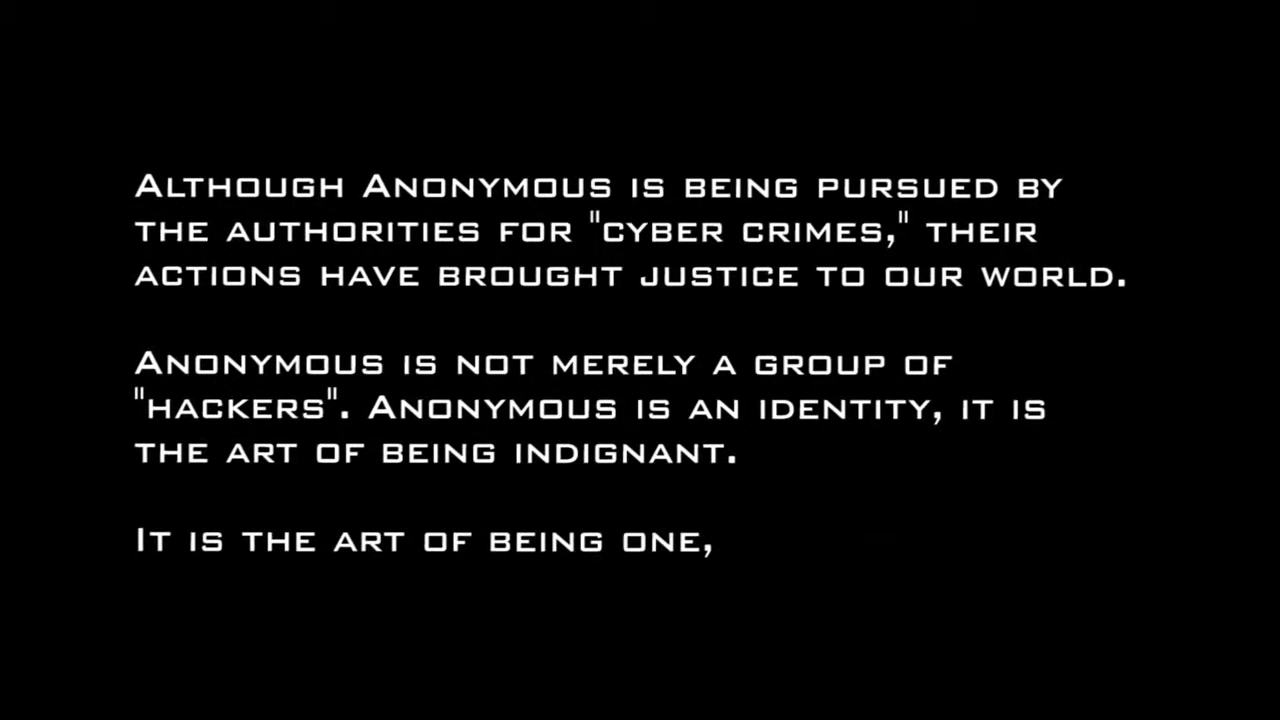 Although Anonymous is being pursued by
the authorities for "cyber crimes," their
actions have brought justice to our world.
Anonymous is not merely a group of
"hackers". Anonymous is an identity, it is
the art of being indignant.
It is the art of being one,